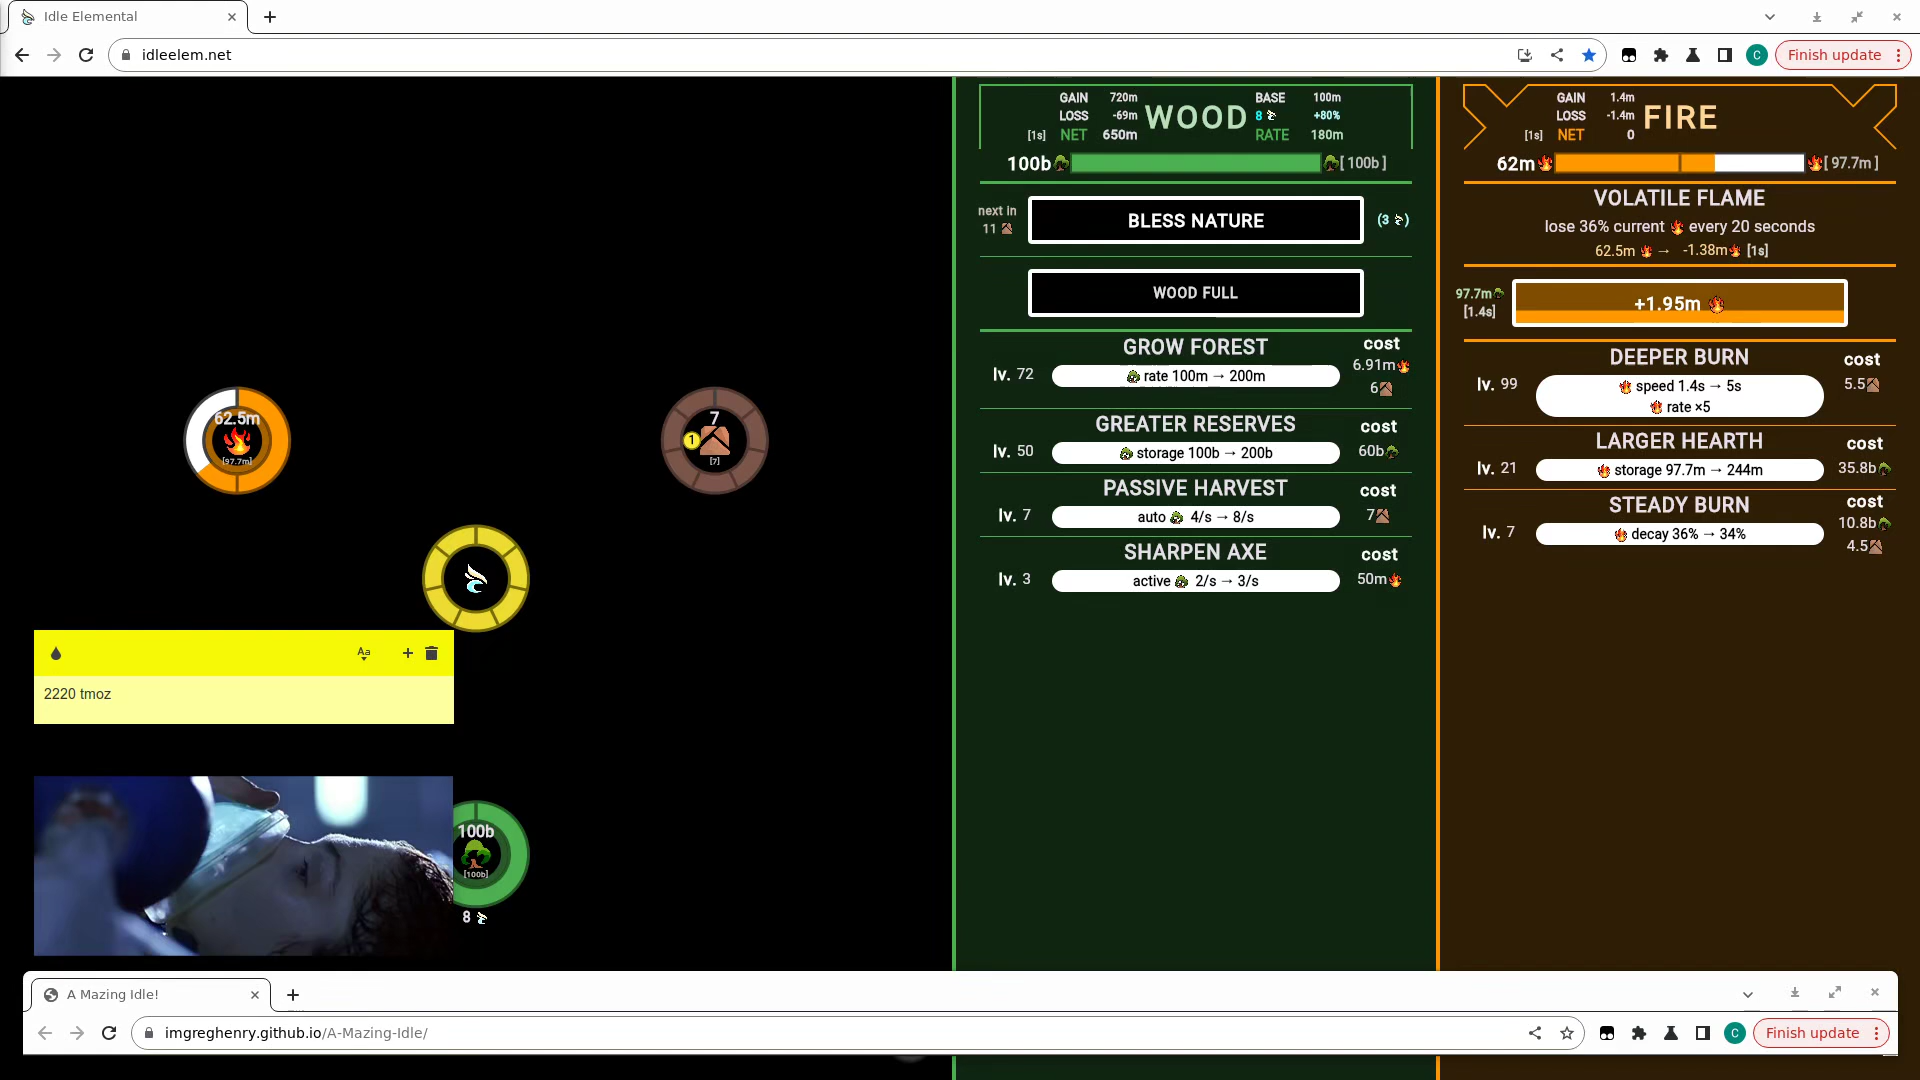 Idle Elemental
idleelem.net
Finish update
C
GAIN 720m
LOSS -69m
[1s] NET 650m
WOOD
BASE 100m
8 +80%
RATE 180m
100b [ 100b ]
next in
11
BLESS NATURE
(3 )
WOOD FULL
GROW FOREST
cost
lv. 72
rate 100m → 200m
6.91m
6
GREATER RESERVES
cost
lv. 50
storage 100b → 200b
60b
PASSIVE HARVEST
cost
lv. 7
auto 4/s → 8/s
7
SHARPEN AXE
cost
lv. 3
active 2/s → 3/s
50m
GAIN 1.4m
LOSS -1.4m
[1s] NET 0
FIRE
62m [ 97.7m ]
VOLATILE FLAME
lose 36% current every 20 seconds
62.5m → -1.38m [1s]
97.7m
[1.4s]
+1.95m
DEEPER BURN
cost
lv. 99
speed 1.4s → 5s
rate ×5
5.5
LARGER HEARTH
cost
lv. 21
storage 97.7m → 244m
35.8b
STEADY BURN
cost
lv. 7
decay 36% → 34%
10.8b
4.5
62.5m
[97.7m]
7
1
[7]
Aa
2220 tmoz
100b
[100b]
8
A Mazing Idle!
imgreghenry.github.io/A-Mazing-Idle/
C
Finish update